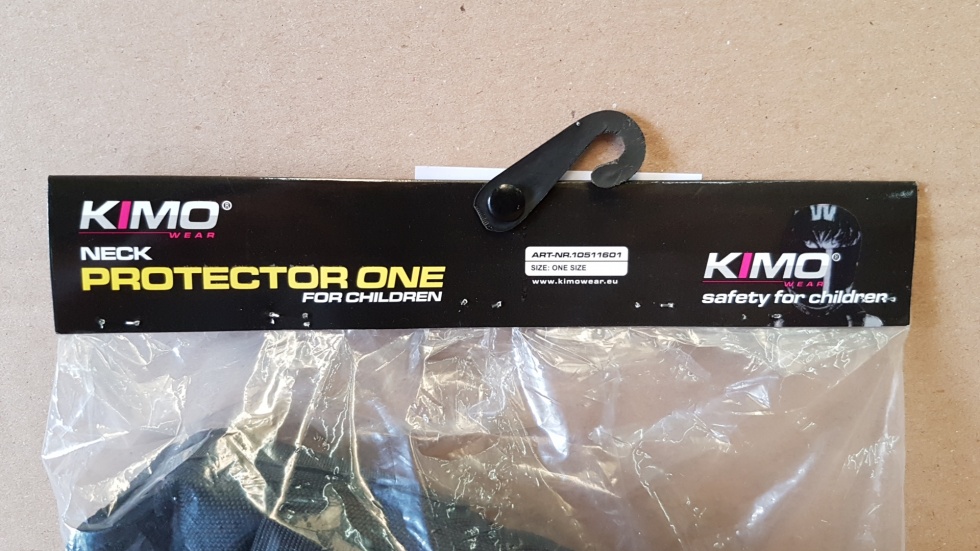 KIMO®
WEAR
NECK
PROTECTOR ONE
FOR CHILDREN
ART-NR.10511601
SIZE: ONE SIZE
www.kimowear.eu
W
KIMO®
WEAR
safety for children